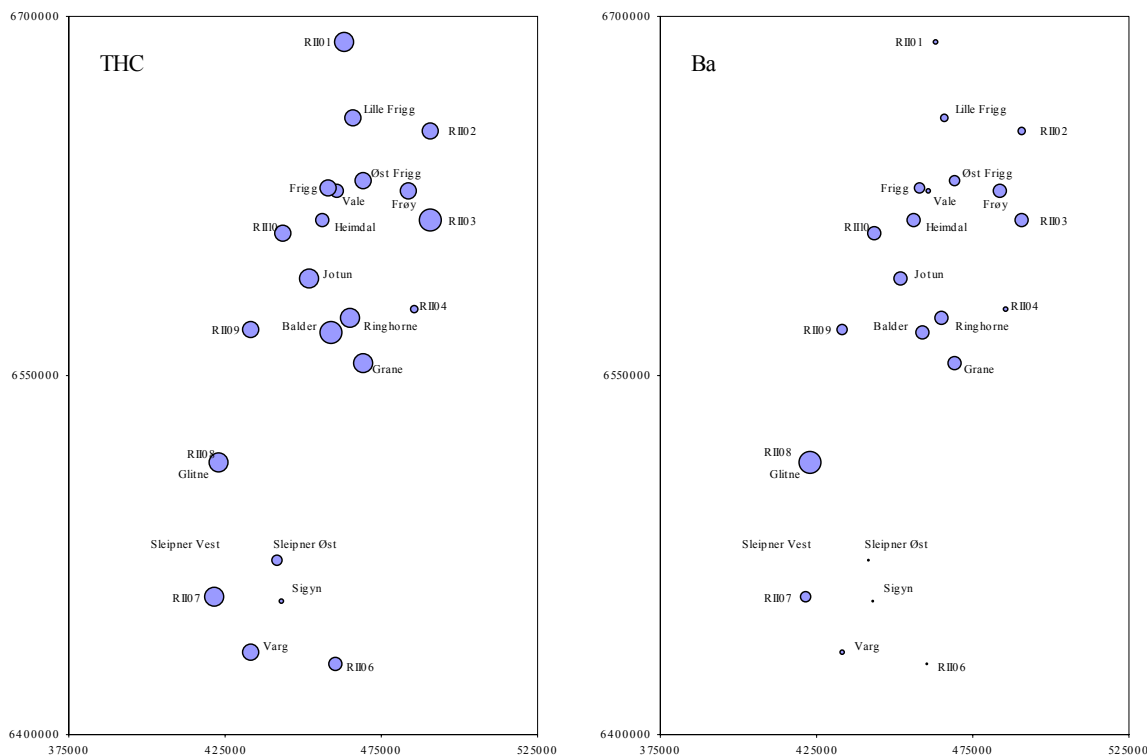 6700000
THC
RII01
Lille Frigg
RII02
Øst Frigg
Frigg
Vale
Frøy
RII03
RII10
Heimdal
Jotun
RII04
RII09
Balder
Ringhorne
6550000
Grane
RII08
Glitne
Sleipner Vest
Sleipner Øst
Sigyn
RII07
Varg
RII06
6400000
375000 425000 475000 525000
6700000
Ba
RII01
Lille Frigg
RII02
Øst Frigg
Frigg
Vale
Frøy
RII03
RII10
Heimdal
Jotun
RII04
RII09
Balder
Ringhorne
6550000
Grane
RII08
Glitne
Sleipner Vest
Sleipner Øst
Sigyn
RII07
Varg
RII06
6400000
375000 425000 475000 525000